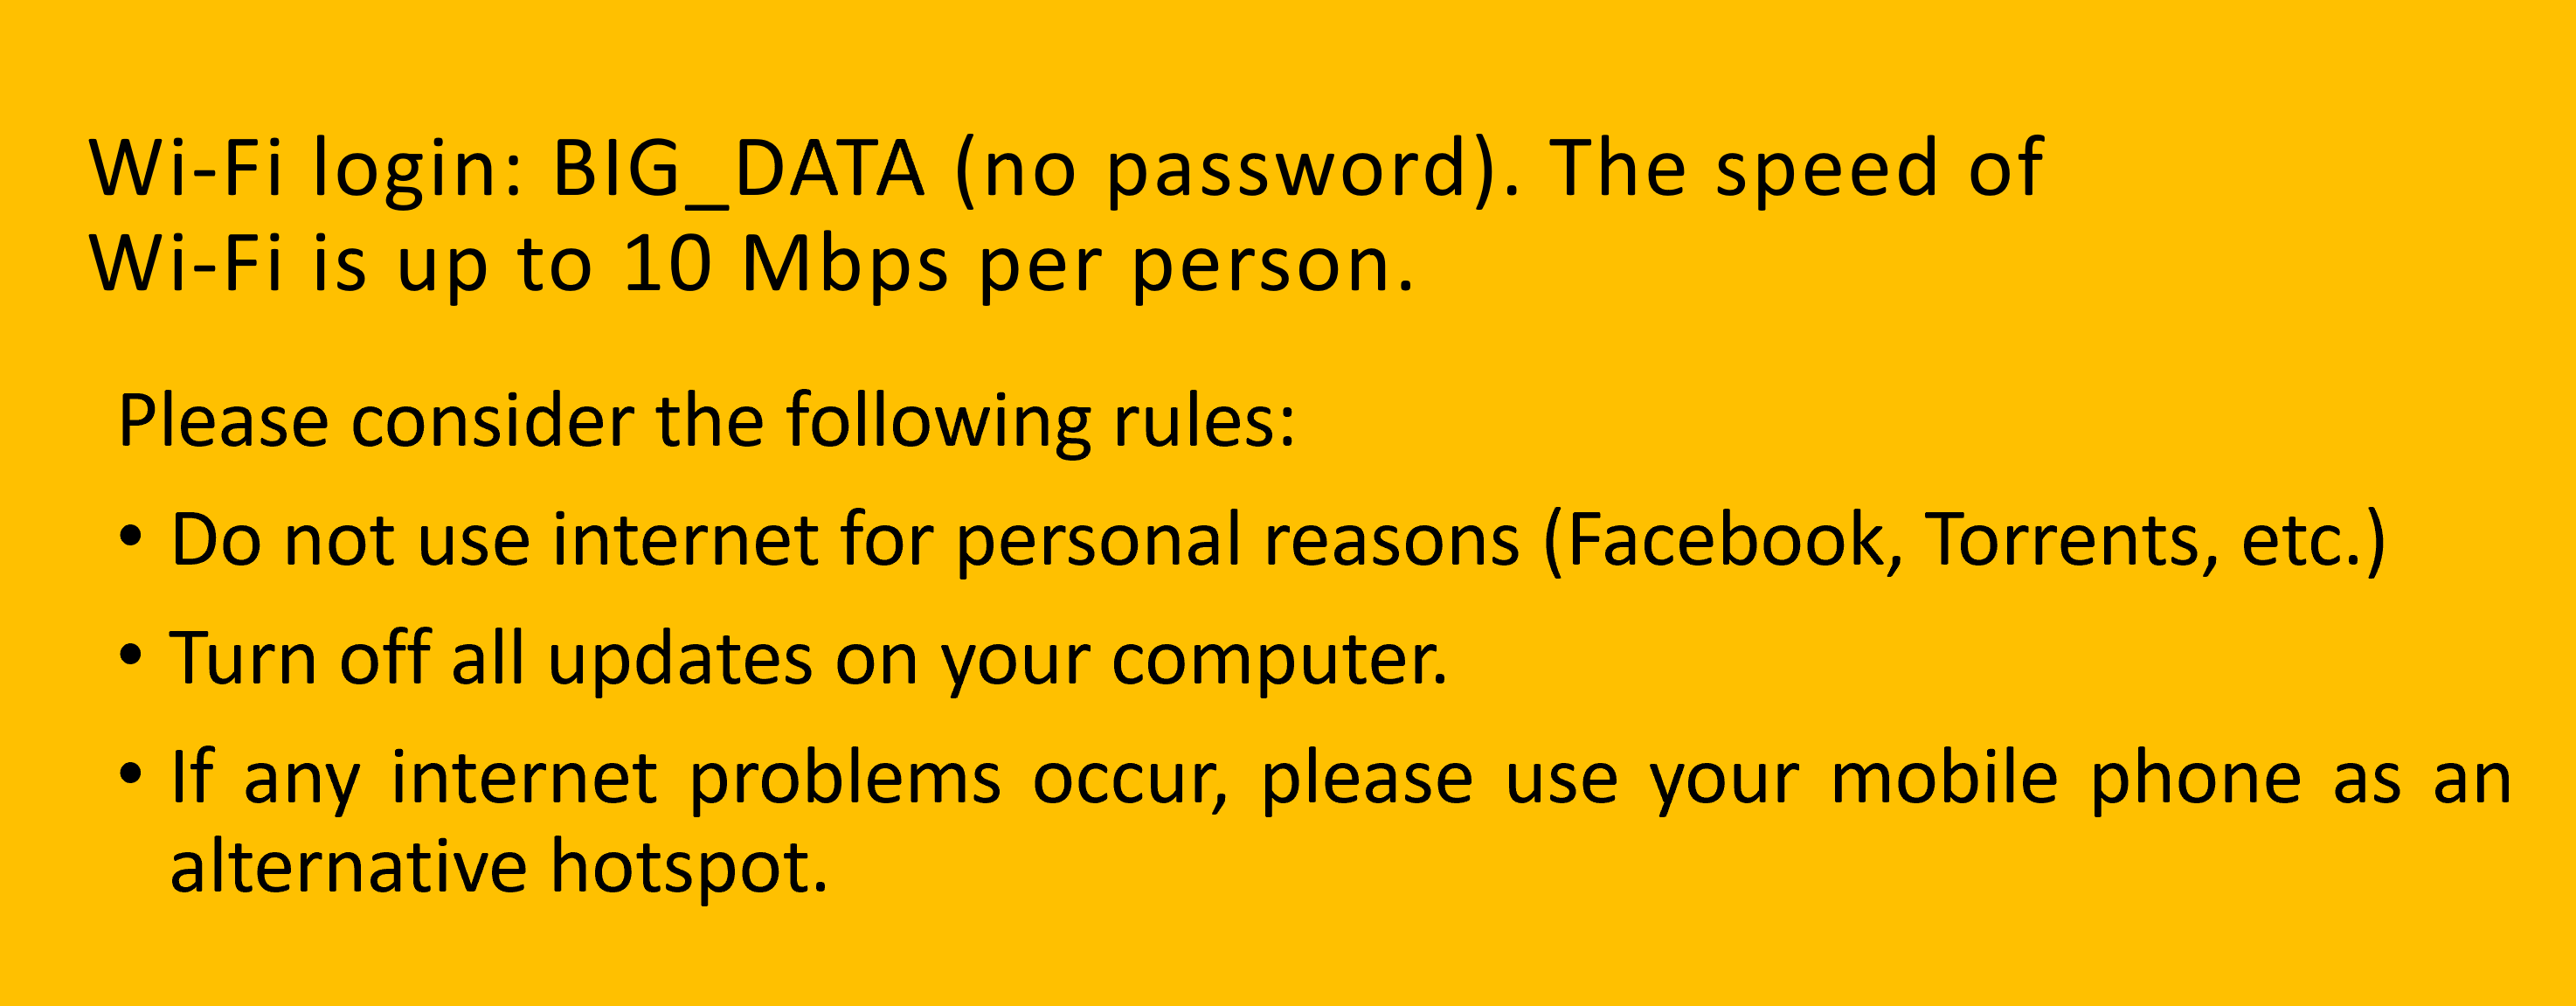 Wi-Fi login: BIG_DATA (no password). The speed of
Wi-Fi is up to 10 Mbps per person.
Please consider the following rules:
• Do not use internet for personal reasons (Facebook, Torrents, etc.)
• Turn off all updates on your computer.
• If any internet problems occur, please use your mobile phone as an
alternative hotspot.